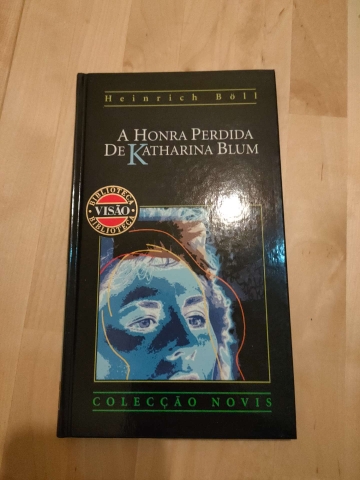 Heinrich Böll
A HONRA PERDIDA
DE KATHARINA BLUM
BIBLIOTECA
VISÃO
BIBLIOTECA
COLECÇÃO NOVIS